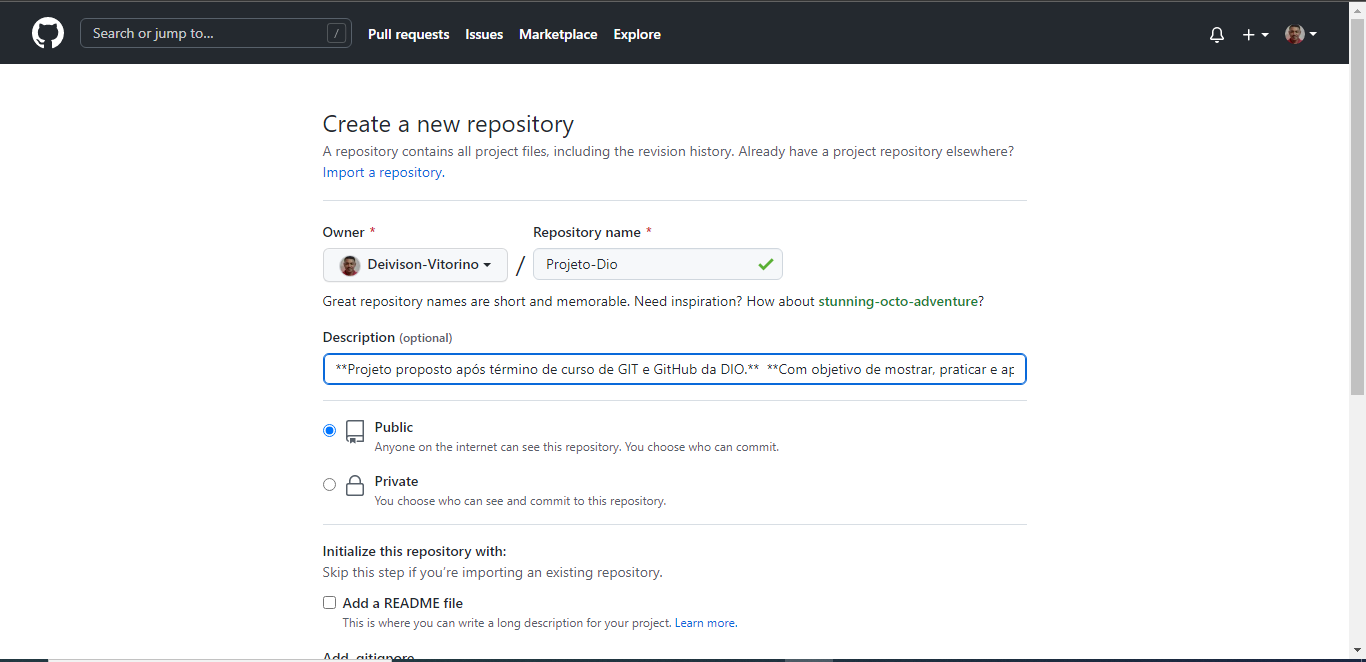 Search or jump to... /
Pull requests Issues Marketplace Explore
Create a new repository
A repository contains all project files, including the revision history. Already have a project repository elsewhere?
Import a repository.
Owner * Repository name *
Deivison-Vitorino / Projeto-Dio
Great repository names are short and memorable. Need inspiration? How about stunning-octo-adventure?
Description (optional)
**Projeto proposto após término de curso de GIT e GitHub da DIO.** **Com objetivo de mostrar, praticar e ap
Public
Anyone on the internet can see this repository. You choose who can commit.
Private
You choose who can see and commit to this repository.
Initialize this repository with:
Skip this step if you're importing an existing repository.
Add a README file
This is where you can write a long description for your project. Learn more.
Add .gitignore